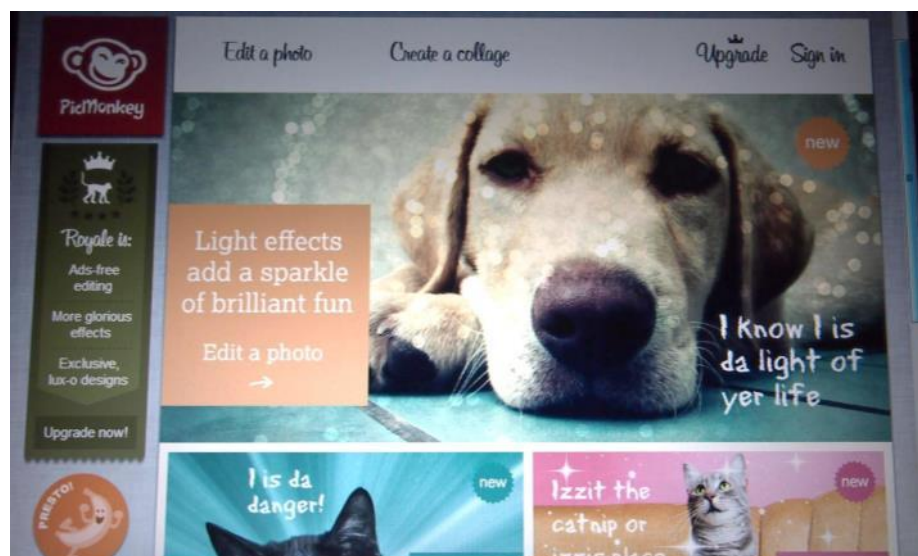 PicMonkey
Edit a photo
Create a collage
Upgrade
Sign in
new
Royale is:
Ads-free
editing
More glorious
effects
Exclusive,
lux-o designs
Upgrade now!
Light effects
add a sparkle
of brilliant fun
Edit a photo
I know I is
da light of
yer life
PRESTO!
I is da
danger!
new
Izzit the
catnip or
new